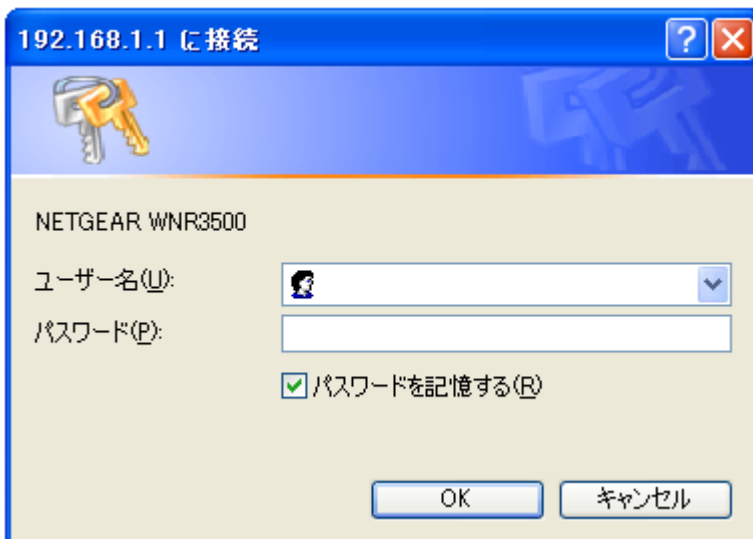 192.168.1.1 に接続
NETGEAR WNR3500
ユーザー名(U):
パスワード(P):
パスワードを記憶する(R)
OK
キャンセル